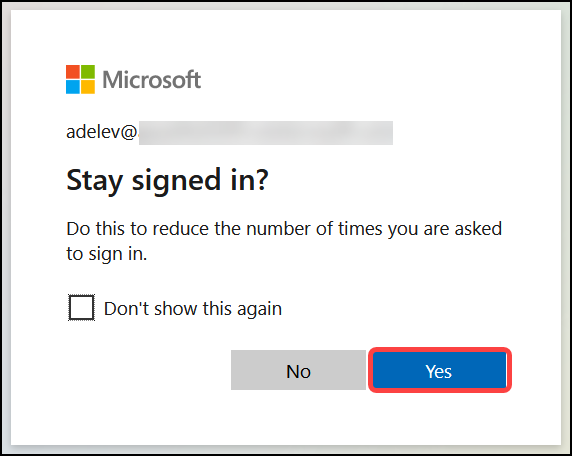 Microsoft
adelev@
Stay signed in?
Do this to reduce the number of times you are asked
to sign in.
Don't show this again
No
Yes